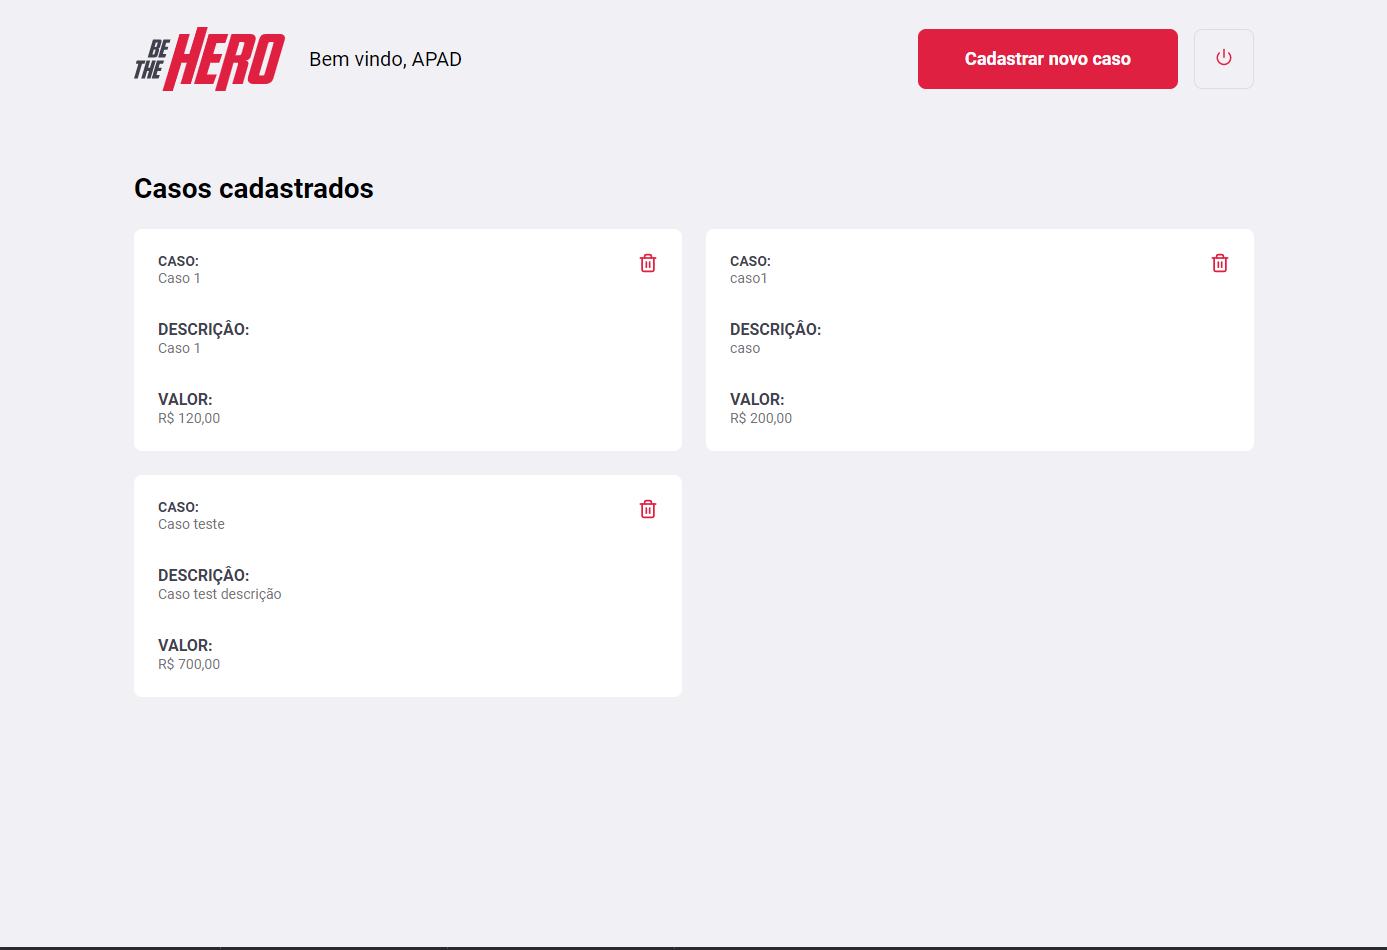 BE
THE
HERO
Bem vindo, APAD
Cadastrar novo caso
Casos cadastrados
CASO:
Caso 1
DESCRIÇÂO:
Caso 1
VALOR:
R$ 120,00
CASO:
caso1
DESCRIÇÂO:
caso
VALOR:
R$ 200,00
CASO:
Caso teste
DESCRIÇÂO:
Caso test descrição
VALOR:
R$ 700,00